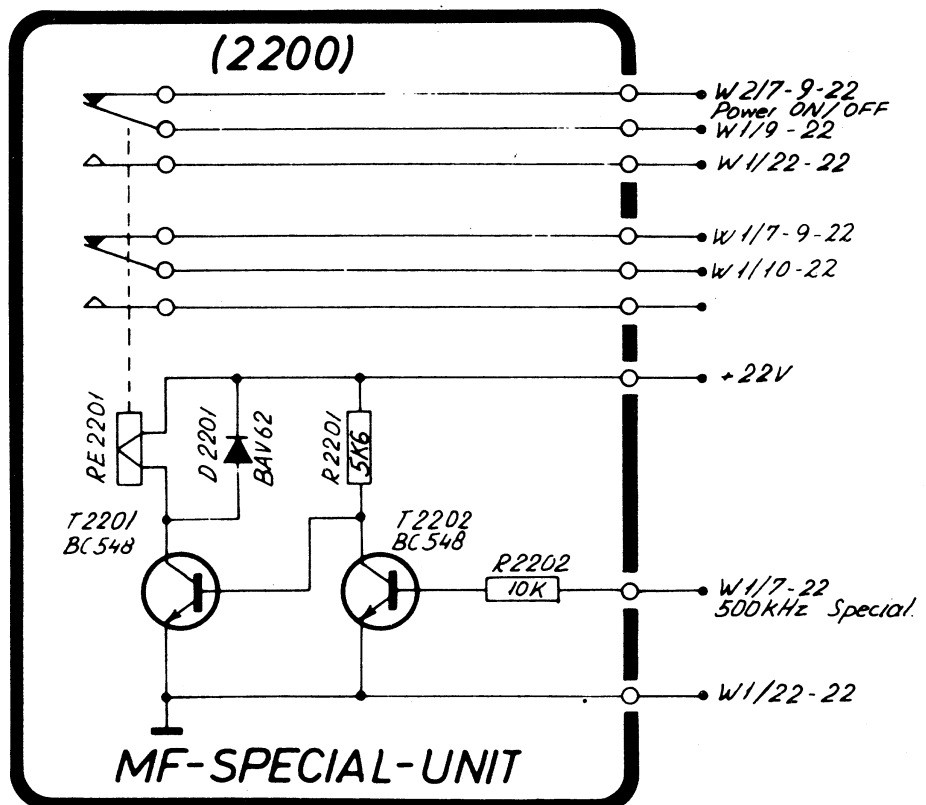 (2200)
W2/7-9-22
Power ON/OFF
W1/9-22
W1/22-22
W1/7-9-22
W1/10-22
+22V
RE2201
D2201
BAV62
R2201
5K6
T2201
BC548
T2202
BC548
R2202
10K
W1/7-22
500kHz Special.
W1/22-22
MF-SPECIAL-UNIT